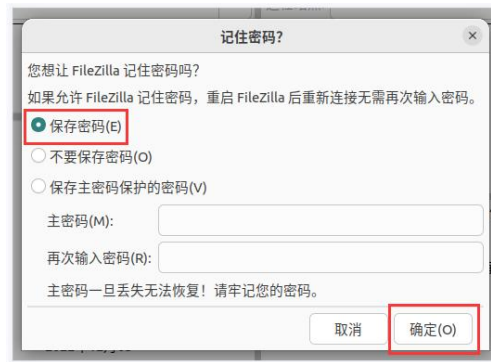 记住密码?
您想让 FileZilla 记住密码吗?
如果允许 FileZilla 记住密码，重启 FileZilla 后重新连接无需再次输入密码。
保存密码(E)
不要保存密码(O)
保存主密码保护的密码(V)
主密码(M):
再次输入密码(R):
主密码一旦丢失无法恢复！请牢记您的密码。
取消
确定(O)